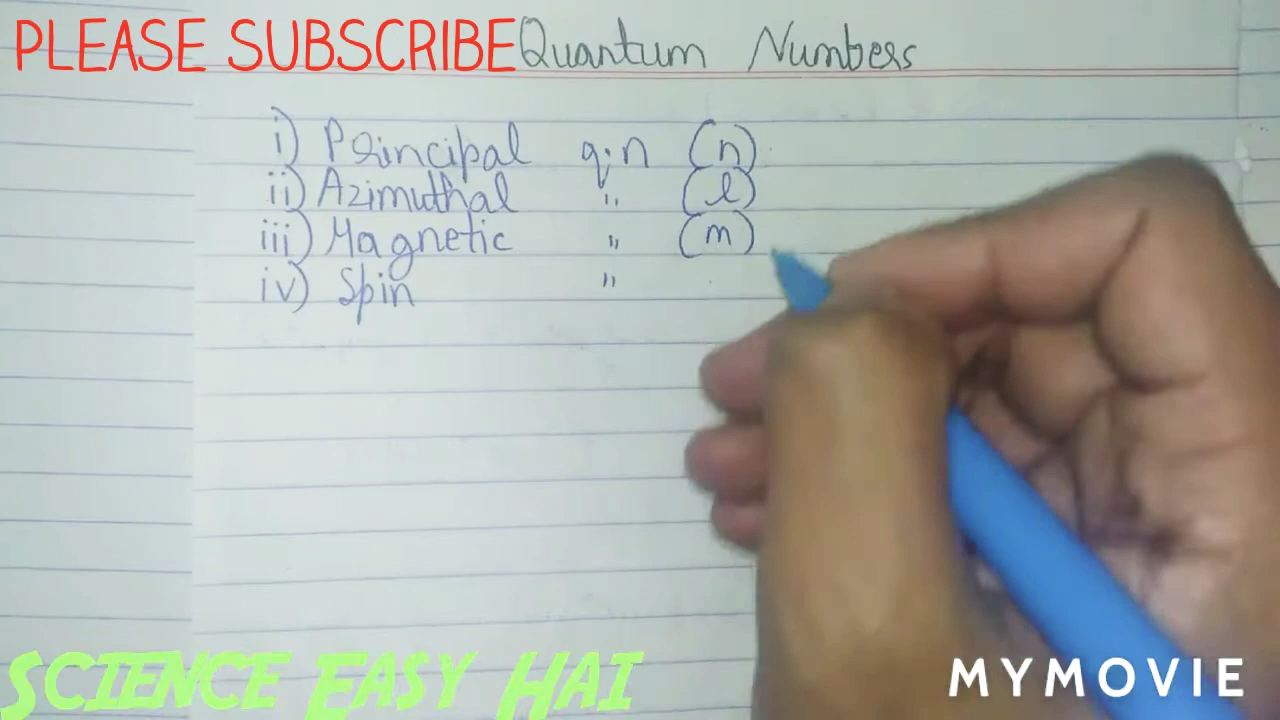 PLEASE SUBSCRIBE Quantum Numbers
i) Principal q.n (n)
ii) Azimuthal " (l)
iii) Magnetic " (m)
iv) Spin "
SCIENCE EASY HAI
MYMOVIE